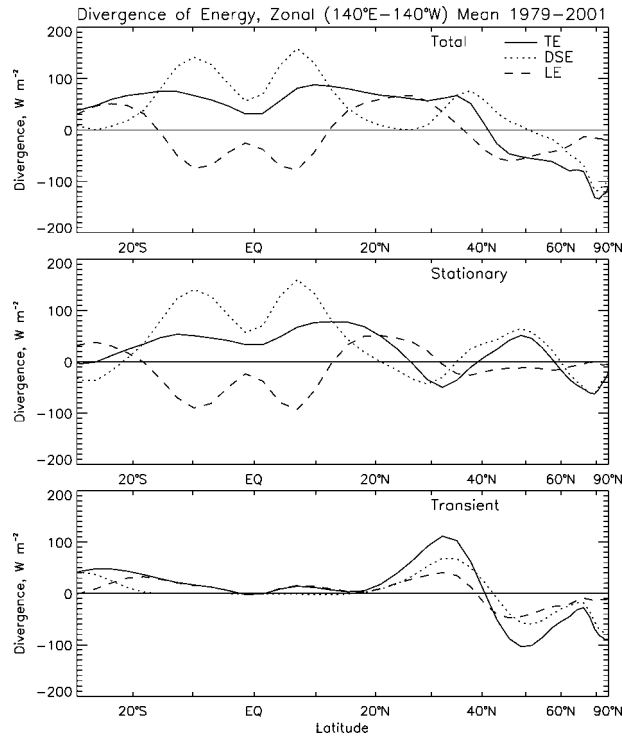 Divergence of Energy, Zonal (140°E−140°W) Mean 1979−2001
Total
TE
DSE
LE
Divergence, W m⁻²
200
100
0
−100
−200
20°S
EQ
20°N
40°N
60°N
90°N
Stationary
Divergence, W m⁻²
200
100
0
−100
−200
20°S
EQ
20°N
40°N
60°N
90°N
Transient
Divergence, W m⁻²
200
100
0
−100
−200
20°S
EQ
20°N
40°N
60°N
90°N
Latitude